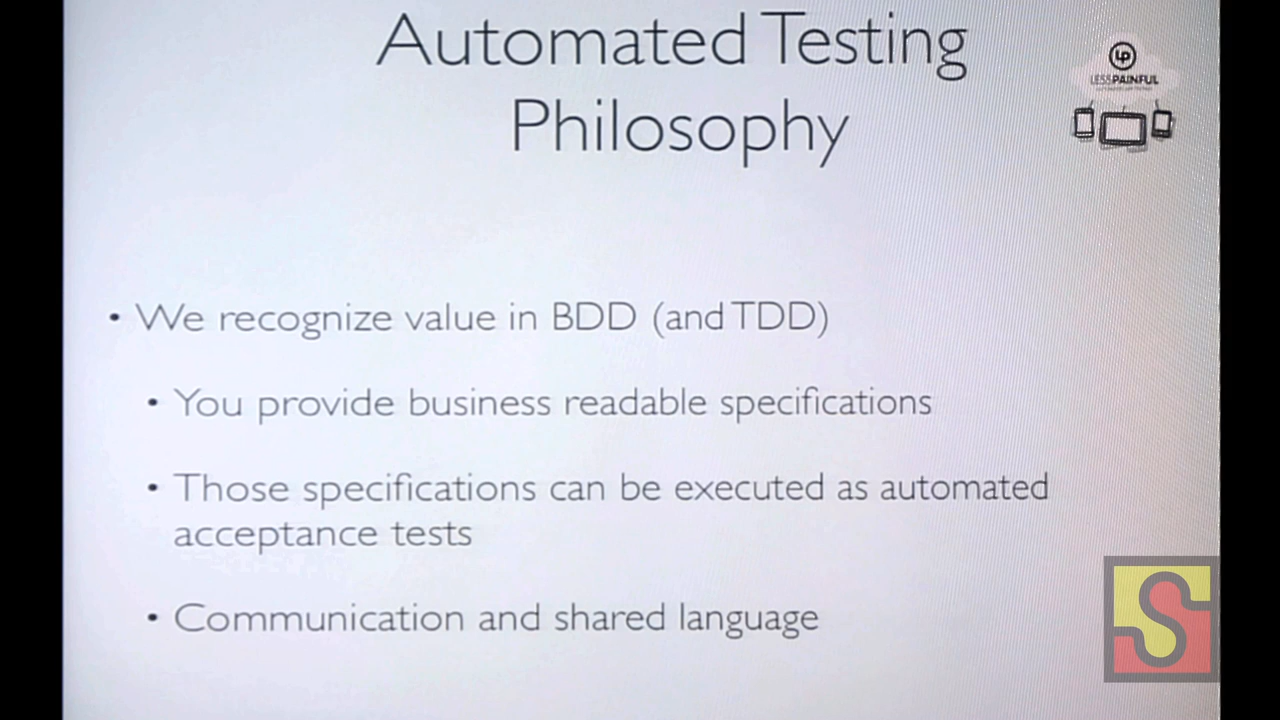 Automated Testing
Philosophy
LP
LESSPAINFUL
• We recognize value in BDD (and TDD)
• You provide business readable specifications
• Those specifications can be executed as automated
acceptance tests
• Communication and shared language
S